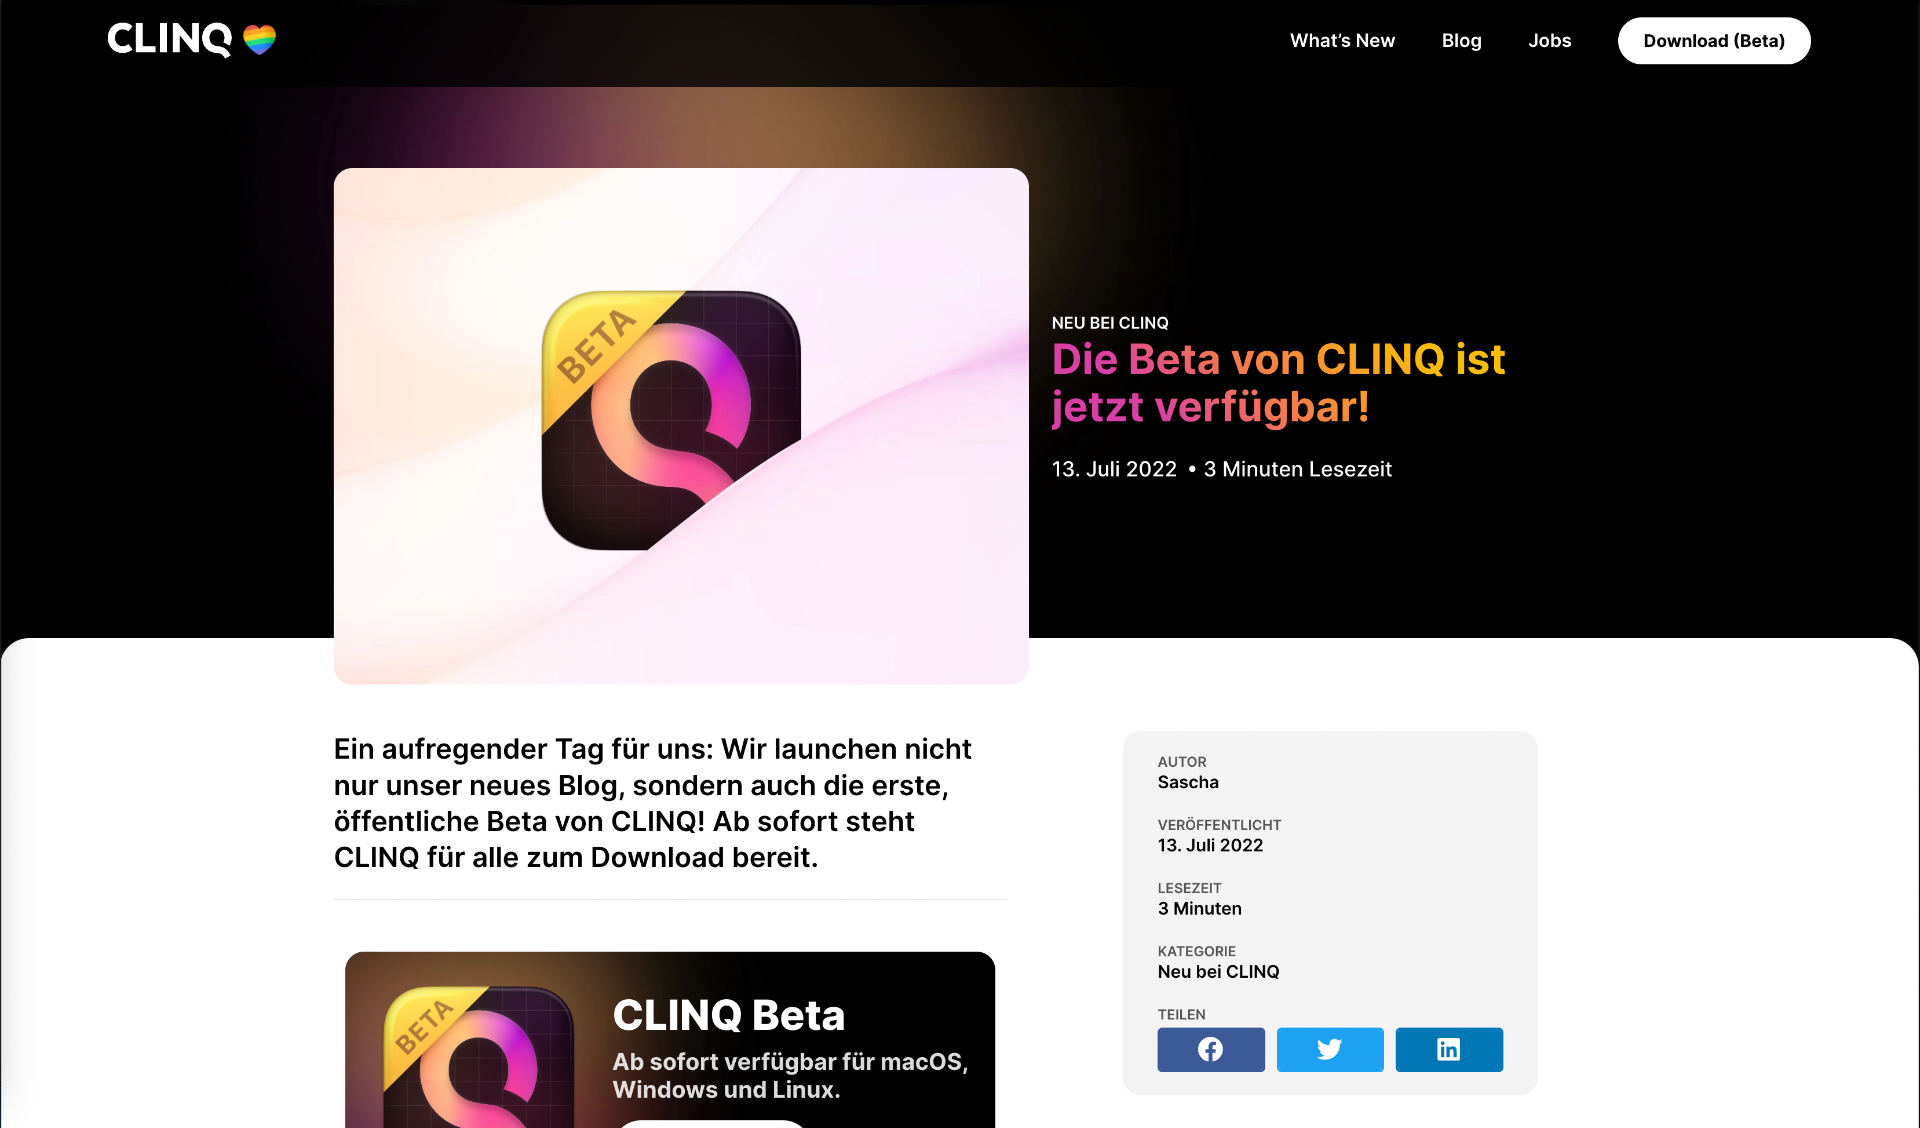 CLINQ
What's New
Blog
Jobs
Download (Beta)
BETA
NEU BEI CLINQ
Die Beta von CLINQ ist
jetzt verfügbar!
13. Juli 2022 • 3 Minuten Lesezeit
Ein aufregender Tag für uns: Wir launchen nicht
nur unser neues Blog, sondern auch die erste,
öffentliche Beta von CLINQ! Ab sofort steht
CLINQ für alle zum Download bereit.
BETA
CLINQ Beta
Ab sofort verfügbar für macOS,
Windows und Linux.
AUTOR
Sascha
VERÖFFENTLICHT
13. Juli 2022
LESEZEIT
3 Minuten
KATEGORIE
Neu bei CLINQ
TEILEN